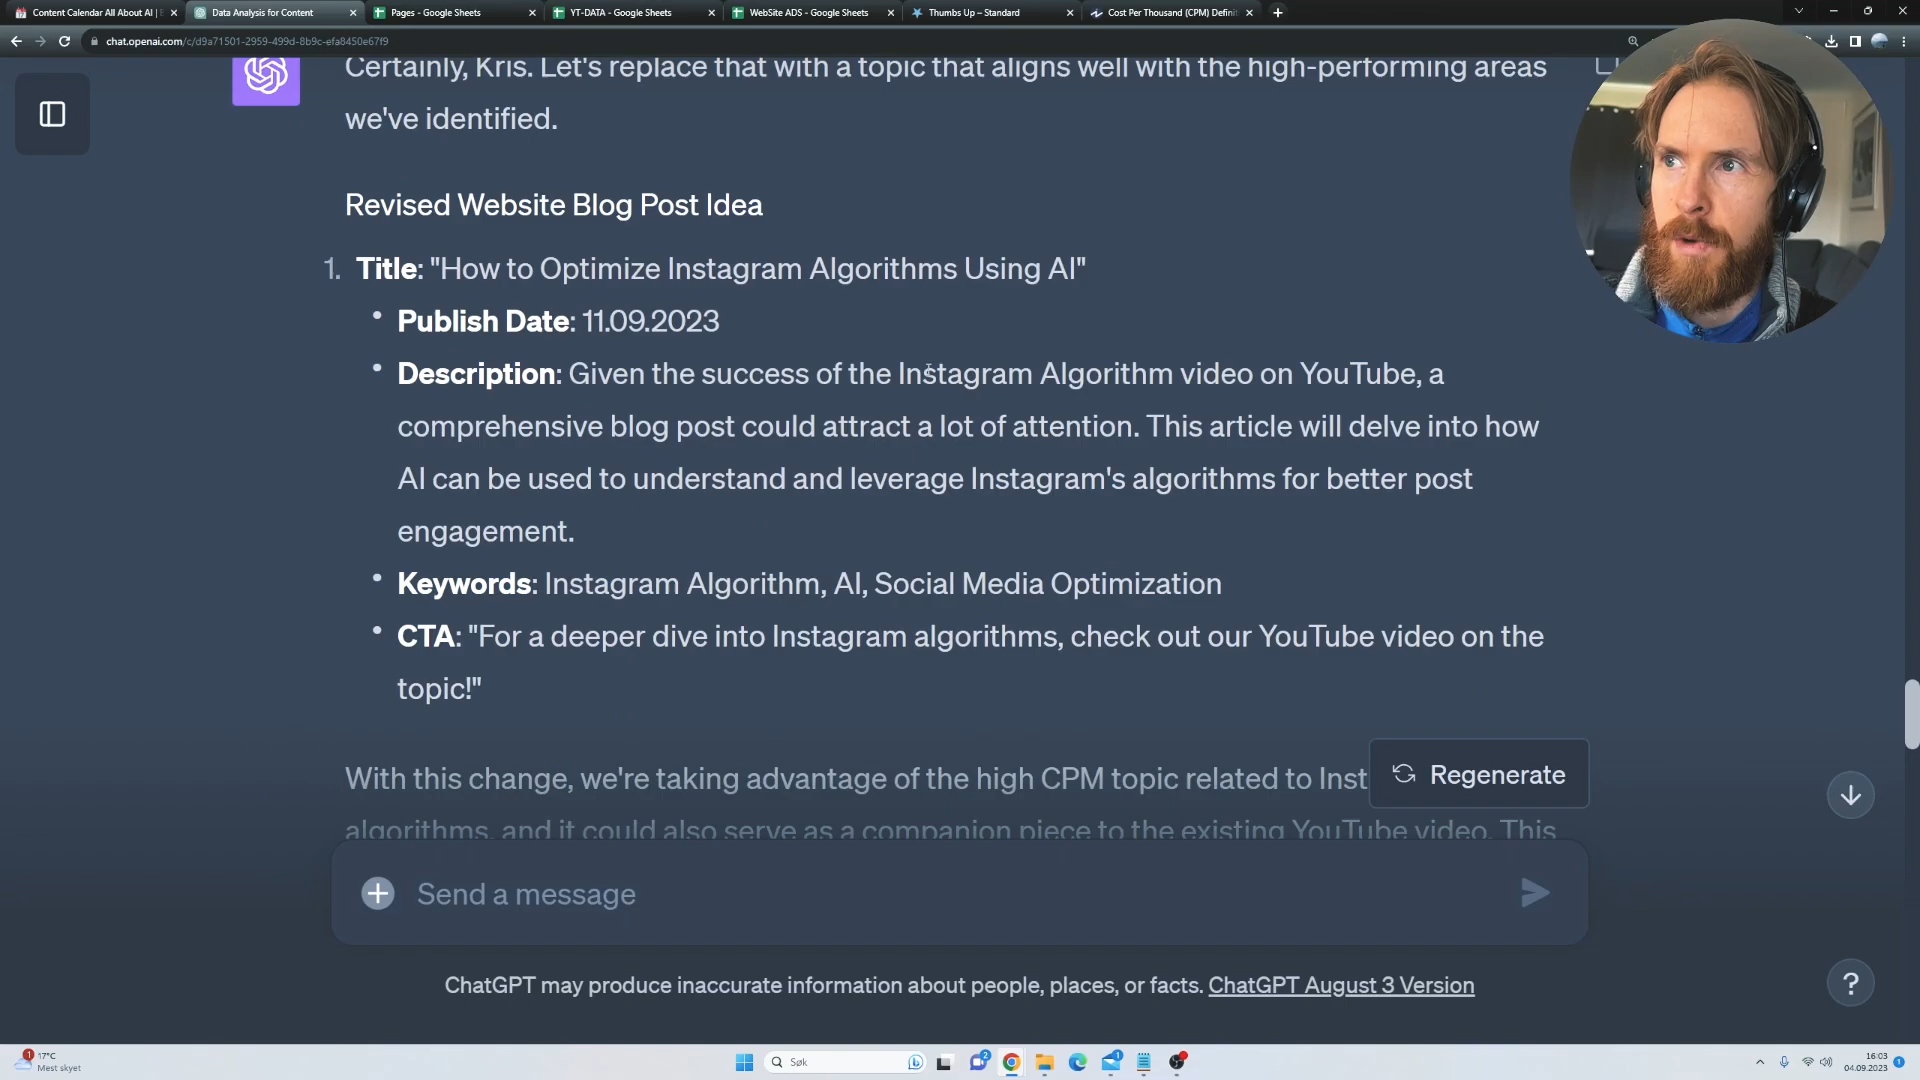 Content Calendar All About AI |
Data Analysis for Content
Pages - Google Sheets
YT-DATA - Google Sheets
WebSite ADS - Google Sheets
Thumbs Up – Standard
Cost Per Thousand (CPM) Defini
chat.openai.com/c/d9a71501-2959-499d-8b9c-efa8450e67f9
Certainly, Kris. Let's replace that with a topic that aligns well with the high-performing areas
we've identified.
Revised Website Blog Post Idea
1. Title: "How to Optimize Instagram Algorithms Using AI"
• Publish Date: 11.09.2023
• Description: Given the success of the Instagram Algorithm video on YouTube, a
comprehensive blog post could attract a lot of attention. This article will delve into how
AI can be used to understand and leverage Instagram's algorithms for better post
engagement.
• Keywords: Instagram Algorithm, AI, Social Media Optimization
• CTA: "For a deeper dive into Instagram algorithms, check out our YouTube video on the
topic!"
With this change, we're taking advantage of the high CPM topic related to Inst
Regenerate
algorithms, and it could also serve as a companion piece to the existing YouTube video. This
Send a message
ChatGPT may produce inaccurate information about people, places, or facts. ChatGPT August 3 Version
?
1
17°C
Mest skyet
Søk
2
1
16:03
04.09.2023
1